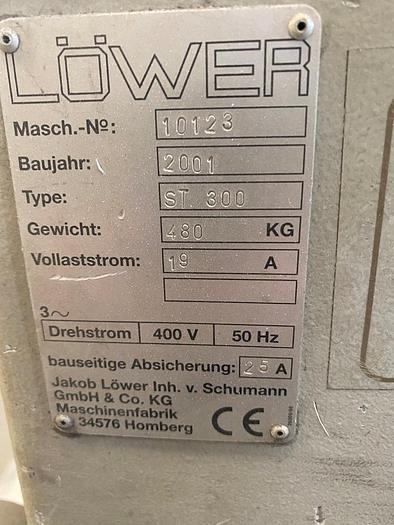 LÖWER
Masch.-Nº: 10123
Baujahr: 2001
Type: ST. 300
Gewicht: 480 KG
Vollaststrom: 19 A
3~
Drehstrom 400 V 50 Hz
bauseitige Absicherung: 25 A
Jakob Löwer Inh. v. Schumann
GmbH & Co. KG
Maschinenfabrik
34576 Homberg CE